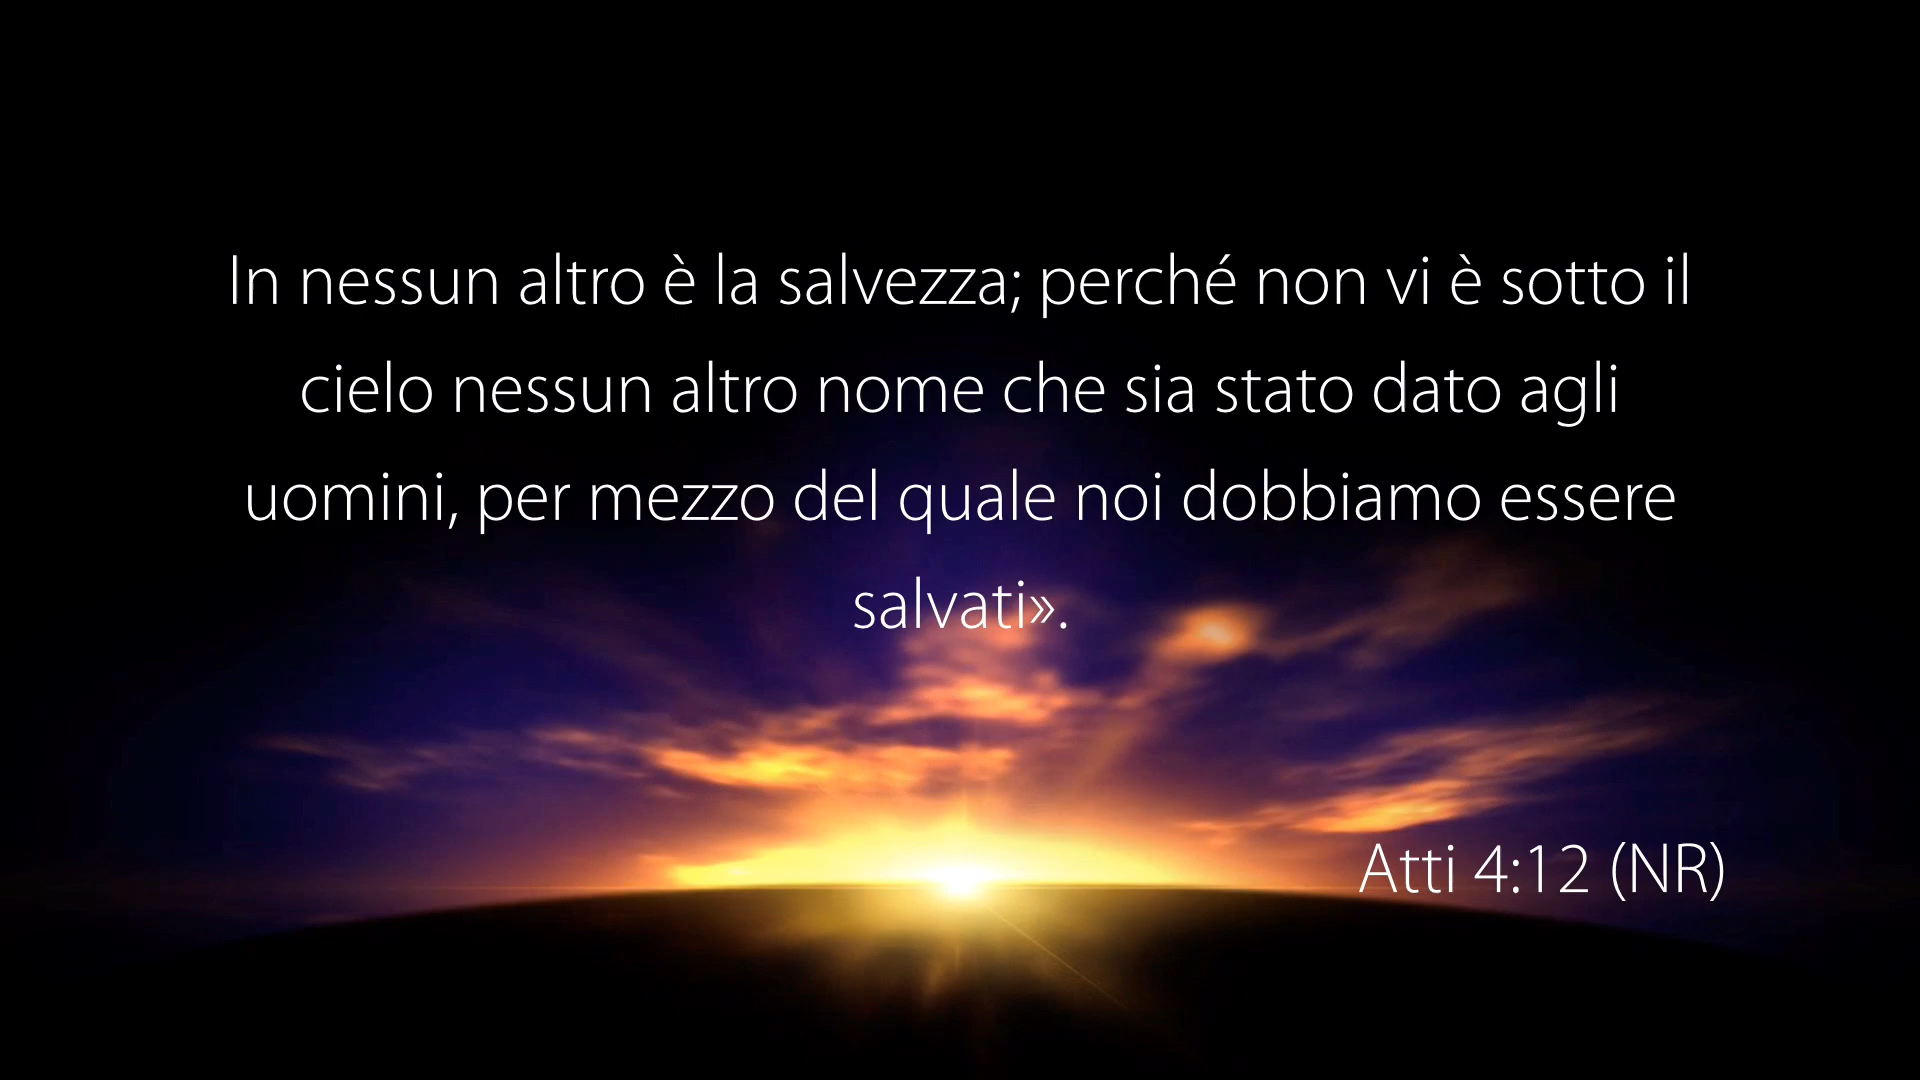 In nessun altro è la salvezza; perché non vi è sotto il
cielo nessun altro nome che sia stato dato agli
uomini, per mezzo del quale noi dobbiamo essere
salvati».
Atti 4:12 (NR)